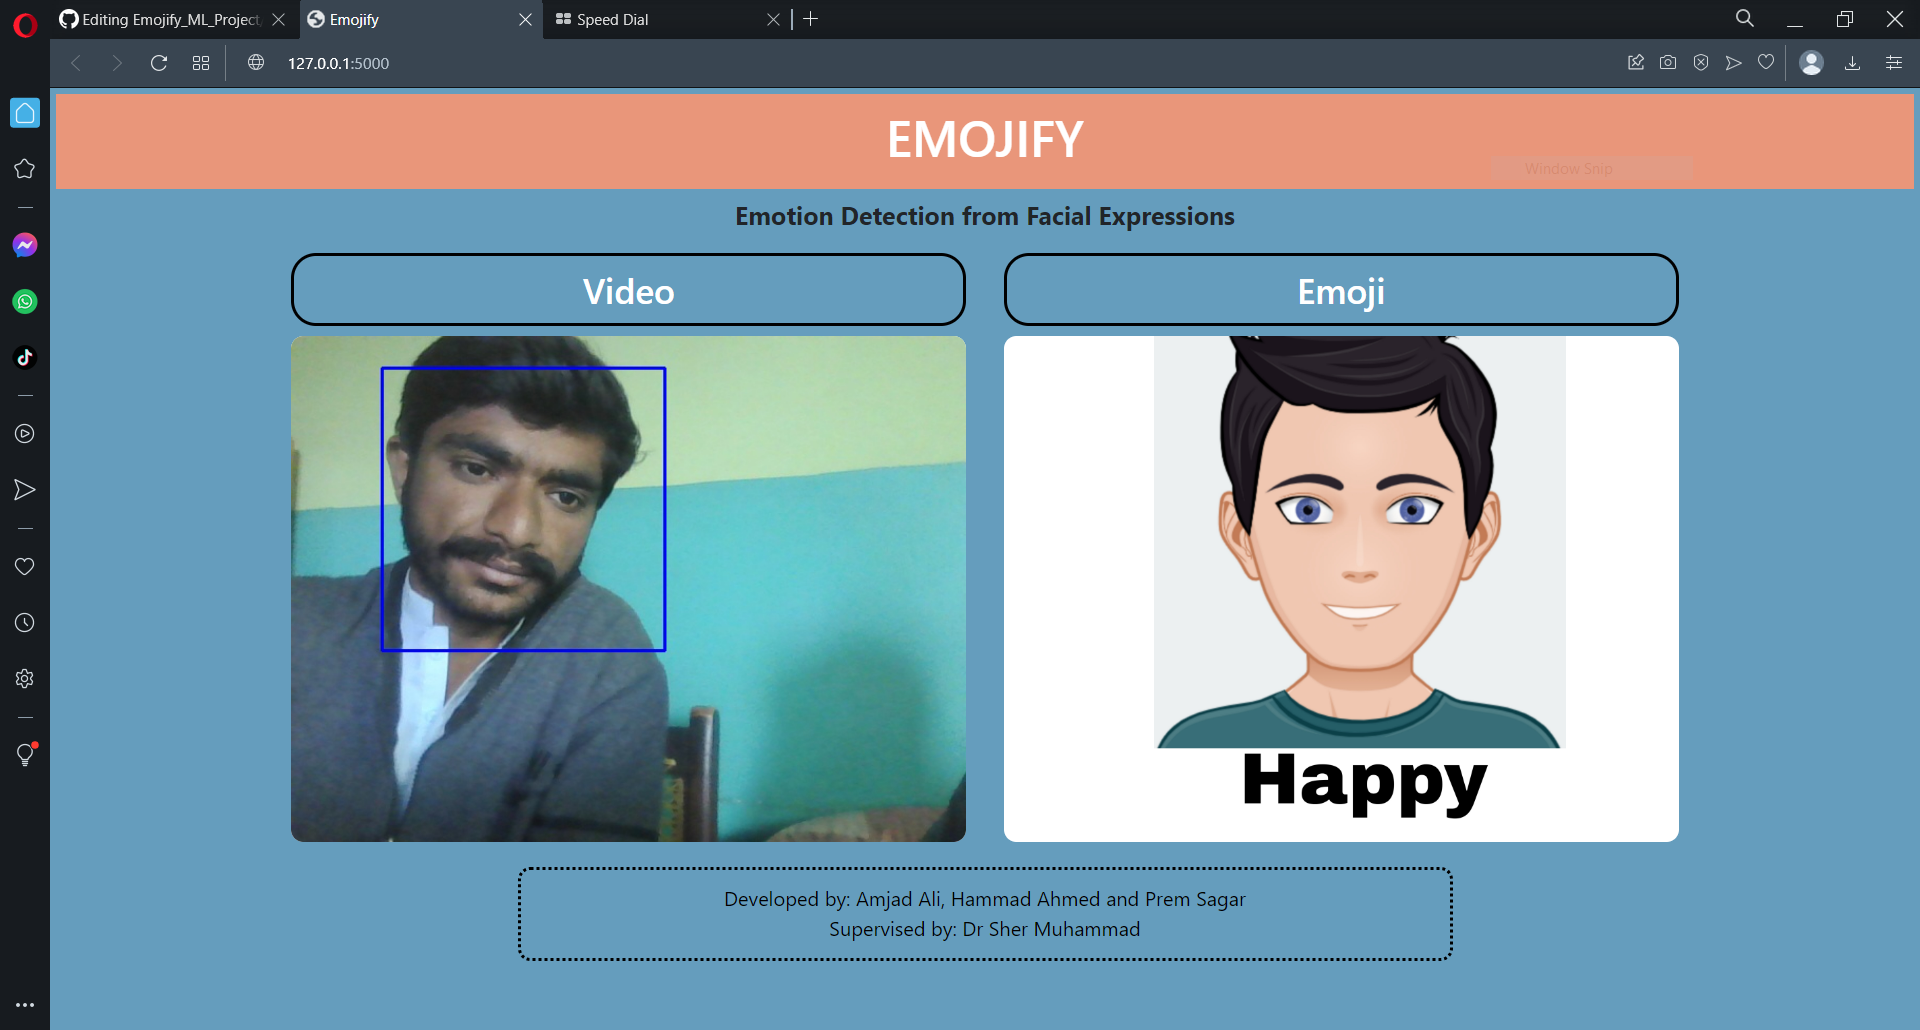 Editing Emojify_ML_Project
Emojify
Speed Dial
127.0.0.1:5000
EMOJIFY
Window Snip
Emotion Detection from Facial Expressions
Video
Emoji
Happy
Developed by: Amjad Ali, Hammad Ahmed and Prem Sagar
Supervised by: Dr Sher Muhammad